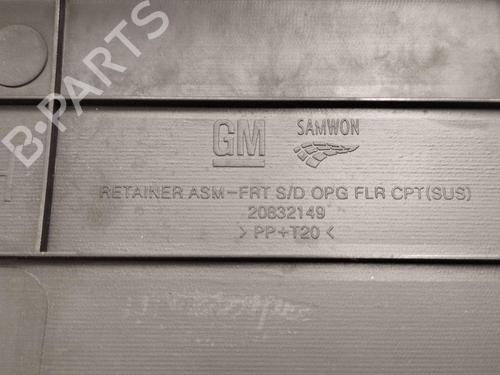 B-PARTS
GM SAMWON
RETAINER ASM-FRT S/D OPG FLR CPT(SUS)
20832149
> PP+T20 <